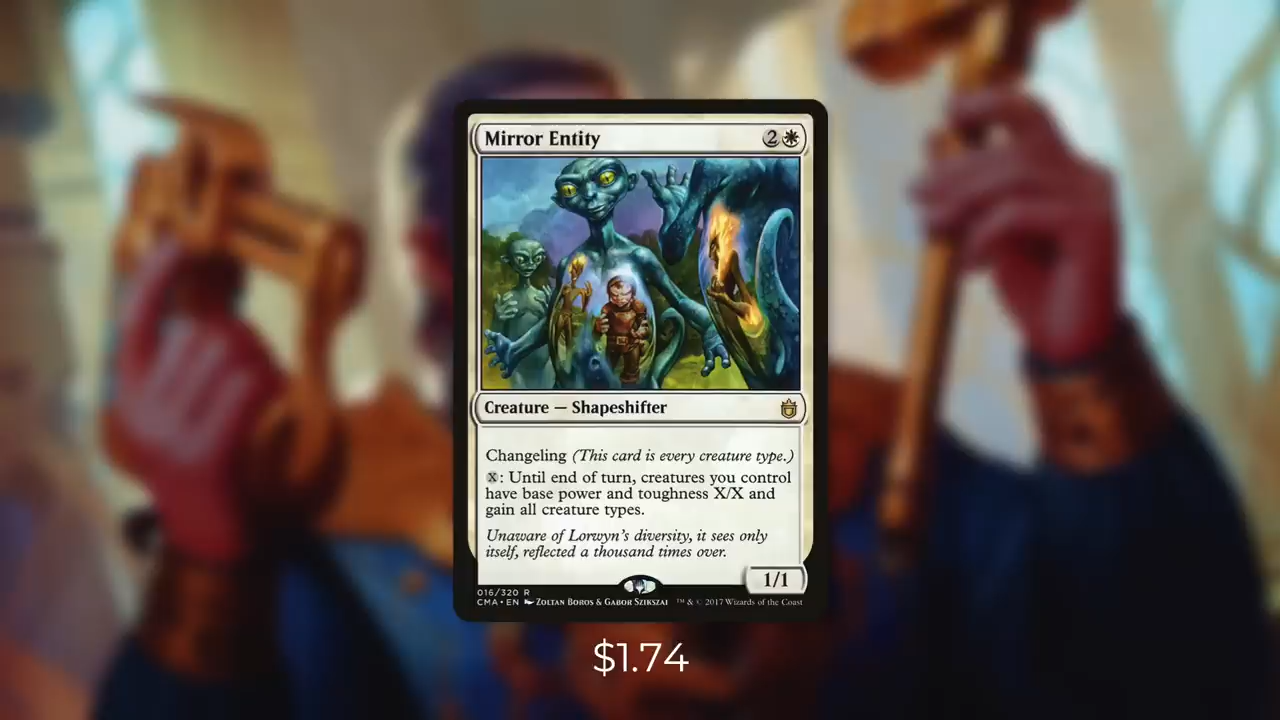 Mirror Entity 2
Creature — Shapeshifter
Changeling (This card is every creature type.)
X: Until end of turn, creatures you control
have base power and toughness X/X and
gain all creature types.
Unaware of Lorwyn's diversity, it sees only
itself, reflected a thousand times over.
1/1
016/320 R
CMA • EN Zoltan Boros & Gabor Szikszai ™ & © 2017 Wizards of the Coast
$1.74